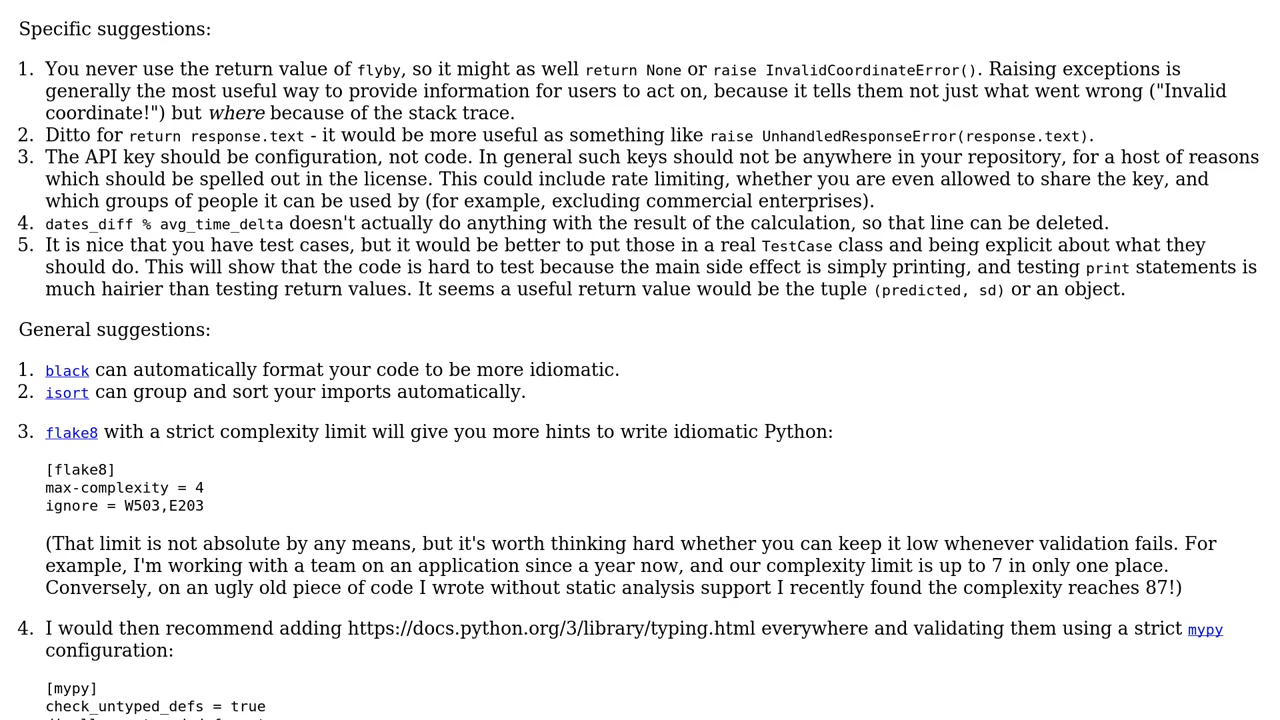 Specific suggestions:
1. You never use the return value of flyby, so it might as well return None or raise InvalidCoordinateError(). Raising exceptions is
generally the most useful way to provide information for users to act on, because it tells them not just what went wrong ("Invalid
coordinate!") but where because of the stack trace.
2. Ditto for return response.text - it would be more useful as something like raise UnhandledResponseError(response.text).
3. The API key should be configuration, not code. In general such keys should not be anywhere in your repository, for a host of reasons
which should be spelled out in the license. This could include rate limiting, whether you are even allowed to share the key, and
which groups of people it can be used by (for example, excluding commercial enterprises).
4. dates_diff % avg_time_delta doesn't actually do anything with the result of the calculation, so that line can be deleted.
5. It is nice that you have test cases, but it would be better to put those in a real TestCase class and being explicit about what they
should do. This will show that the code is hard to test because the main side effect is simply printing, and testing print statements is
much hairier than testing return values. It seems a useful return value would be the tuple (predicted, sd) or an object.
General suggestions:
1. black can automatically format your code to be more idiomatic.
2. isort can group and sort your imports automatically.
3. flake8 with a strict complexity limit will give you more hints to write idiomatic Python:
[flake8]
max-complexity = 4
ignore = W503,E203
(That limit is not absolute by any means, but it's worth thinking hard whether you can keep it low whenever validation fails. For
example, I'm working with a team on an application since a year now, and our complexity limit is up to 7 in only one place.
Conversely, on an ugly old piece of code I wrote without static analysis support I recently found the complexity reaches 87!)
4. I would then recommend adding https://docs.python.org/3/library/typing.html everywhere and validating them using a strict mypy
configuration:
[mypy]
check_untyped_defs = true